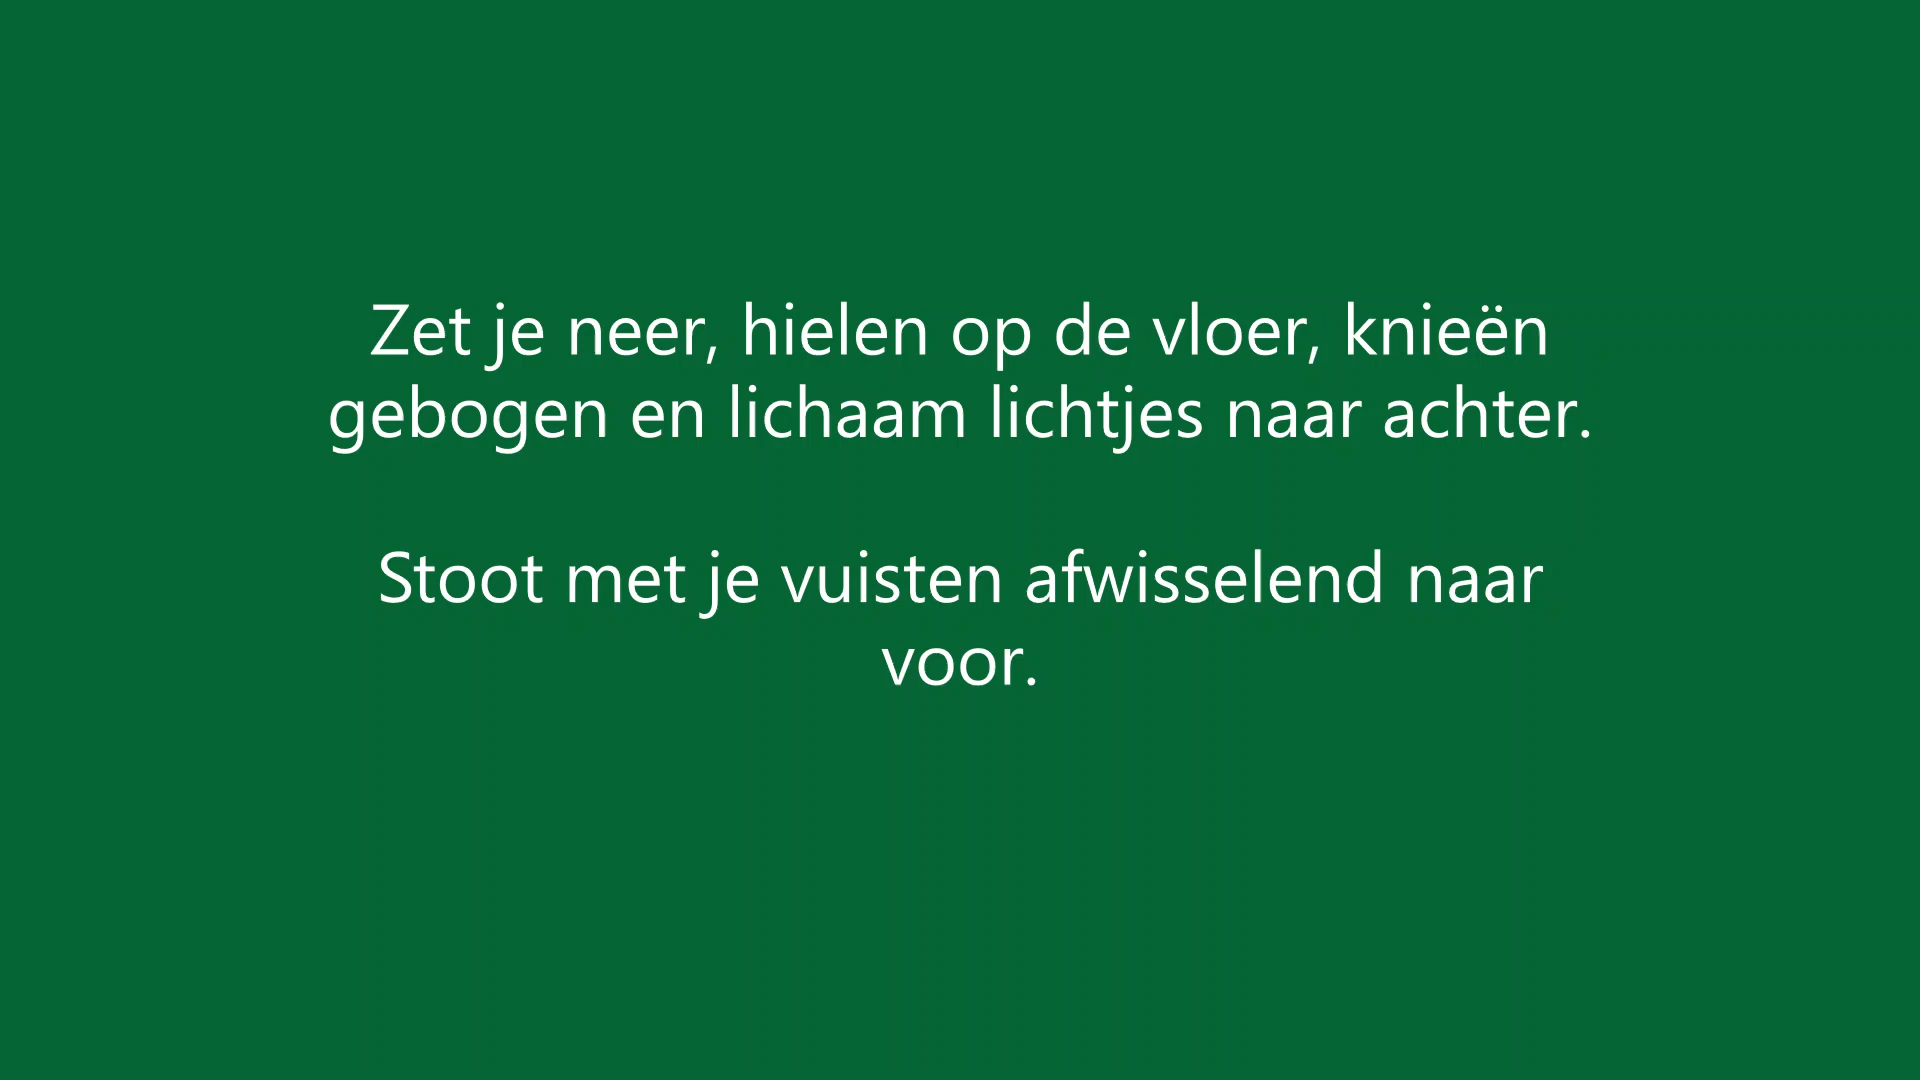 Zet je neer, hielen op de vloer, knieën
gebogen en lichaam lichtjes naar achter.
Stoot met je vuisten afwisselend naar
voor.